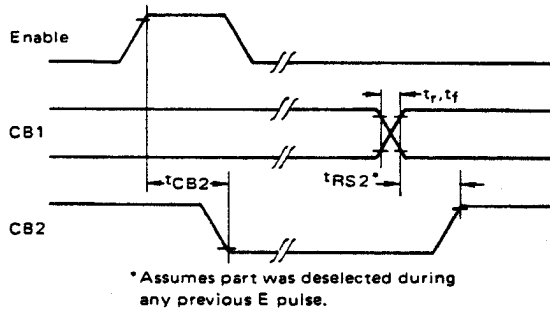 Enable
tr, tf
CB1
tCB2
tRS2*
CB2
*Assumes part was deselected during
any previous E pulse.